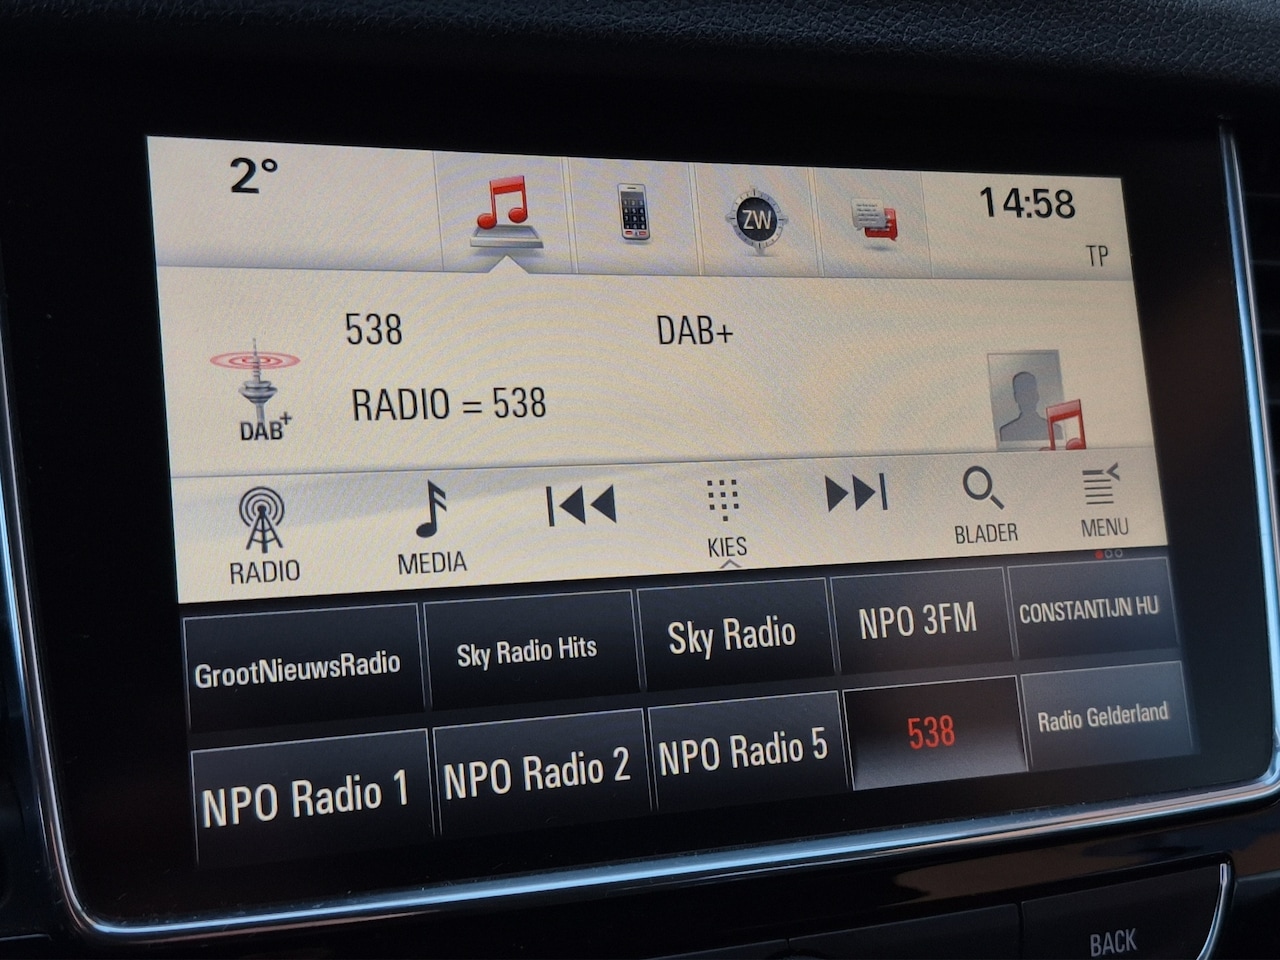 2°
14:58
ZW
TP
538
DAB+
RADIO = 538
DAB+
RADIO
MEDIA
KIES
BLADER
MENU
GrootNieuwsRadio
Sky Radio Hits
Sky Radio
NPO 3FM
CONSTANTIJN HU
NPO Radio 1
NPO Radio 2
NPO Radio 5
538
Radio Gelderland
BACK